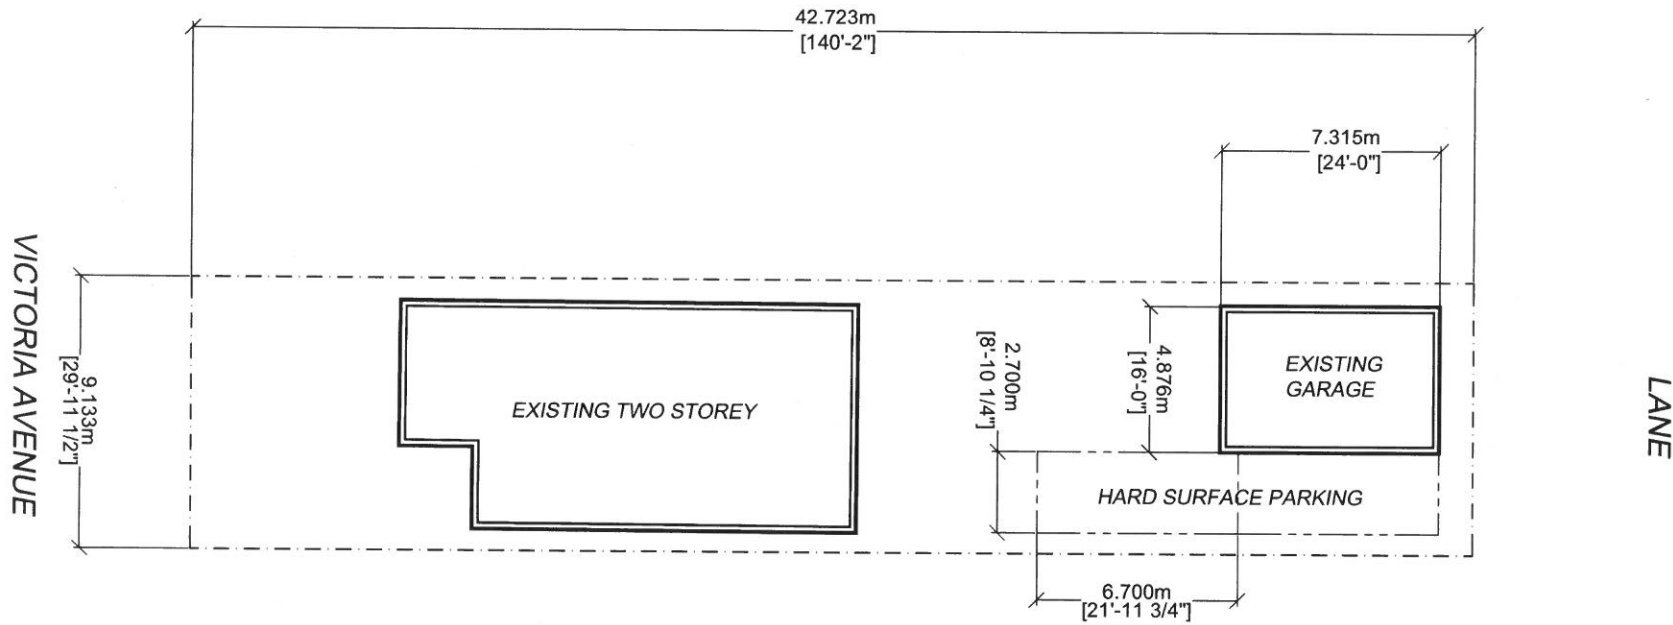 42.723m
[140'-2"]
7.315m
[24'-0"]
VICTORIA AVENUE
9.133m
[29'-11 1/2"]
EXISTING TWO STOREY
2.700m
[8'-10 1/4"]
4.876m
[16'-0"]
EXISTING
GARAGE
LANE
HARD SURFACE PARKING
6.700m
[21'-11 3/4"]